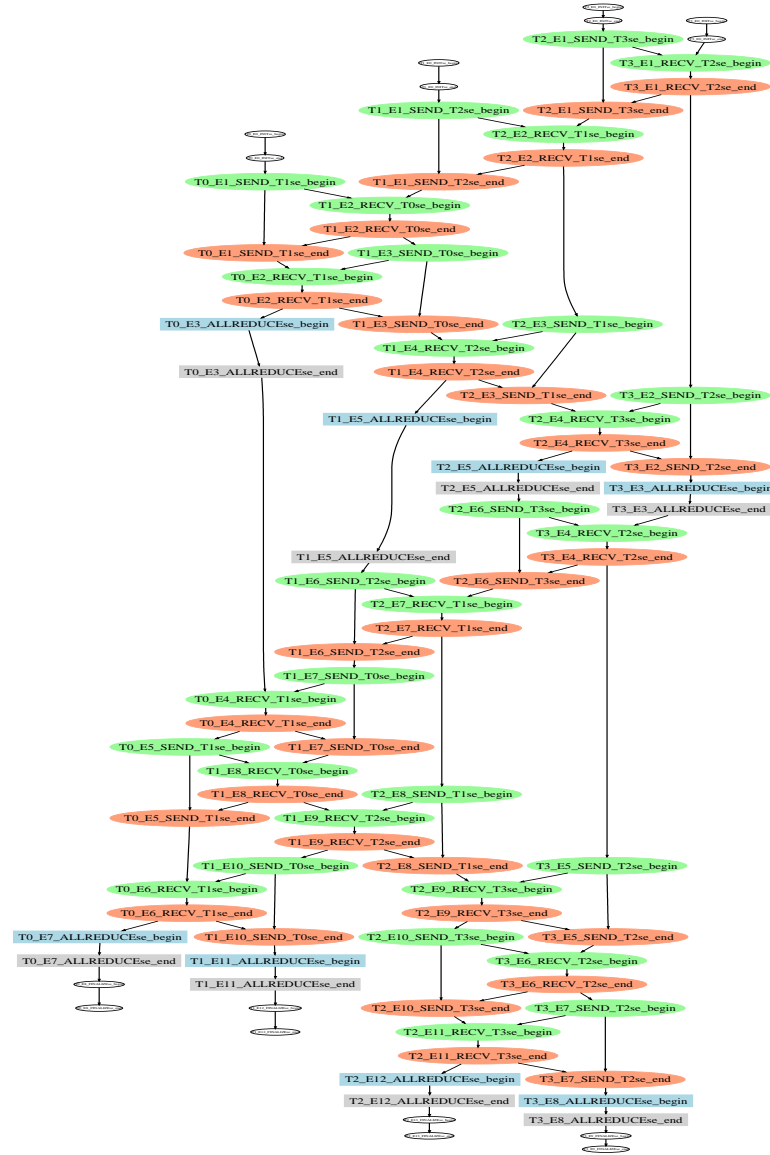 T2_E1_SEND_T3se_begin
T3_E1_RECV_T2se_begin
T3_E1_RECV_T2se_end
T1_E1_SEND_T2se_begin
T2_E1_SEND_T3se_end
T2_E2_RECV_T1se_begin
T2_E2_RECV_T1se_end
T0_E1_SEND_T1se_begin
T1_E1_SEND_T2se_end
T1_E2_RECV_T0se_begin
T1_E2_RECV_T0se_end
T0_E1_SEND_T1se_end
T1_E3_SEND_T0se_begin
T0_E2_RECV_T1se_begin
T0_E2_RECV_T1se_end
T0_E3_ALLREDUCEse_begin
T1_E3_SEND_T0se_end
T2_E3_SEND_T1se_begin
T1_E4_RECV_T2se_begin
T0_E3_ALLREDUCEse_end
T1_E4_RECV_T2se_end
T2_E3_SEND_T1se_end
T3_E2_SEND_T2se_begin
T1_E5_ALLREDUCEse_begin
T2_E4_RECV_T3se_begin
T2_E4_RECV_T3se_end
T2_E5_ALLREDUCEse_begin
T3_E2_SEND_T2se_end
T2_E5_ALLREDUCEse_end
T3_E3_ALLREDUCEse_begin
T2_E6_SEND_T3se_begin
T3_E3_ALLREDUCEse_end
T3_E4_RECV_T2se_begin
T1_E5_ALLREDUCEse_end
T3_E4_RECV_T2se_end
T1_E6_SEND_T2se_begin
T2_E6_SEND_T3se_end
T2_E7_RECV_T1se_begin
T2_E7_RECV_T1se_end
T1_E6_SEND_T2se_end
T1_E7_SEND_T0se_begin
T0_E4_RECV_T1se_begin
T0_E4_RECV_T1se_end
T0_E5_SEND_T1se_begin
T1_E7_SEND_T0se_end
T1_E8_RECV_T0se_begin
T1_E8_RECV_T0se_end
T2_E8_SEND_T1se_begin
T0_E5_SEND_T1se_end
T1_E9_RECV_T2se_begin
T1_E9_RECV_T2se_end
T1_E10_SEND_T0se_begin
T2_E8_SEND_T1se_end
T3_E5_SEND_T2se_begin
T0_E6_RECV_T1se_begin
T2_E9_RECV_T3se_begin
T0_E6_RECV_T1se_end
T2_E9_RECV_T3se_end
T0_E7_ALLREDUCEse_begin
T1_E10_SEND_T0se_end
T2_E10_SEND_T3se_begin
T3_E5_SEND_T2se_end
T0_E7_ALLREDUCEse_end
T1_E11_ALLREDUCEse_begin
T3_E6_RECV_T2se_begin
T1_E11_ALLREDUCEse_end
T3_E6_RECV_T2se_end
T2_E10_SEND_T3se_end
T3_E7_SEND_T2se_begin
T2_E11_RECV_T3se_begin
T2_E11_RECV_T3se_end
T2_E12_ALLREDUCEse_begin
T3_E7_SEND_T2se_end
T2_E12_ALLREDUCEse_end
T3_E8_ALLREDUCEse_begin
T3_E8_ALLREDUCEse_end